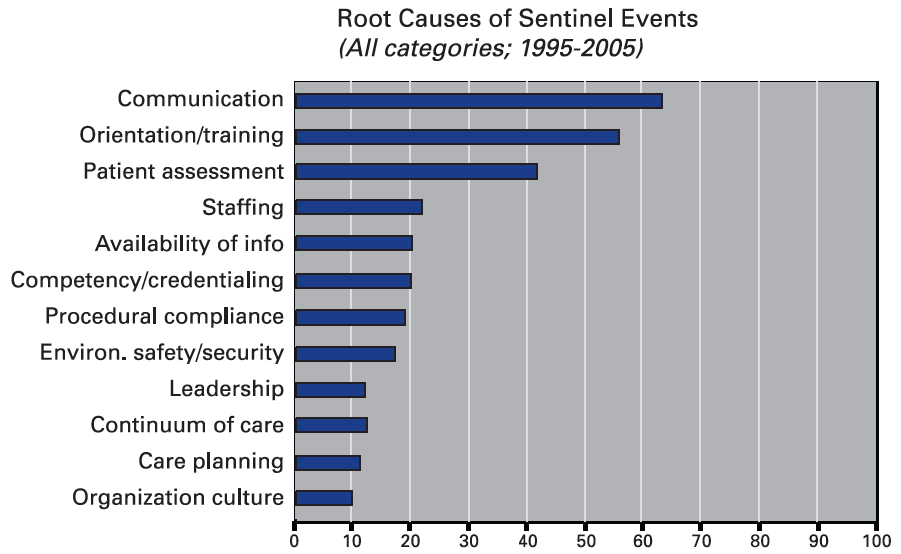 Root Causes of Sentinel Events
(All categories; 1995-2005)
Communication
Orientation/training
Patient assessment
Staffing
Availability of info
Competency/credentialing
Procedural compliance
Environ. safety/security
Leadership
Continuum of care
Care planning
Organization culture
0 10 20 30 40 50 60 70 80 90 100